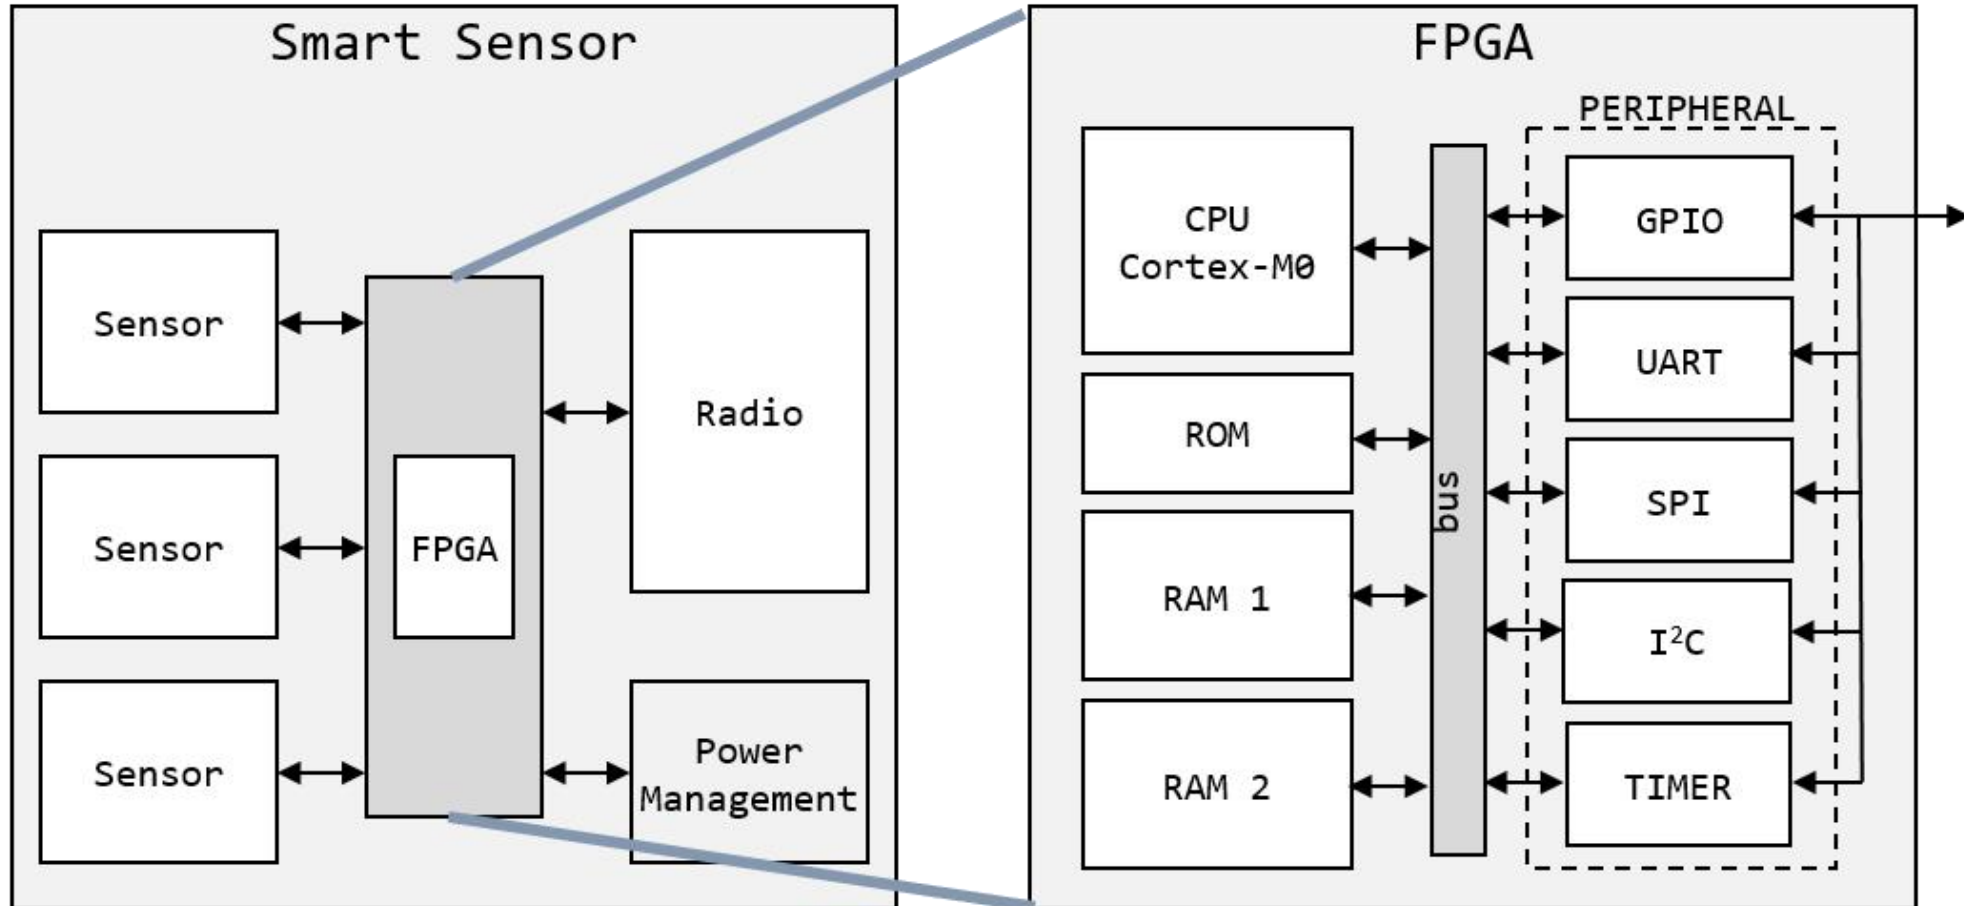 Smart Sensor
Sensor
Sensor
Sensor
FPGA
Radio
Power
Management
FPGA
CPU
Cortex-M0
ROM
RAM 1
RAM 2
bus
PERIPHERAL
GPIO
UART
SPI
I²C
TIMER